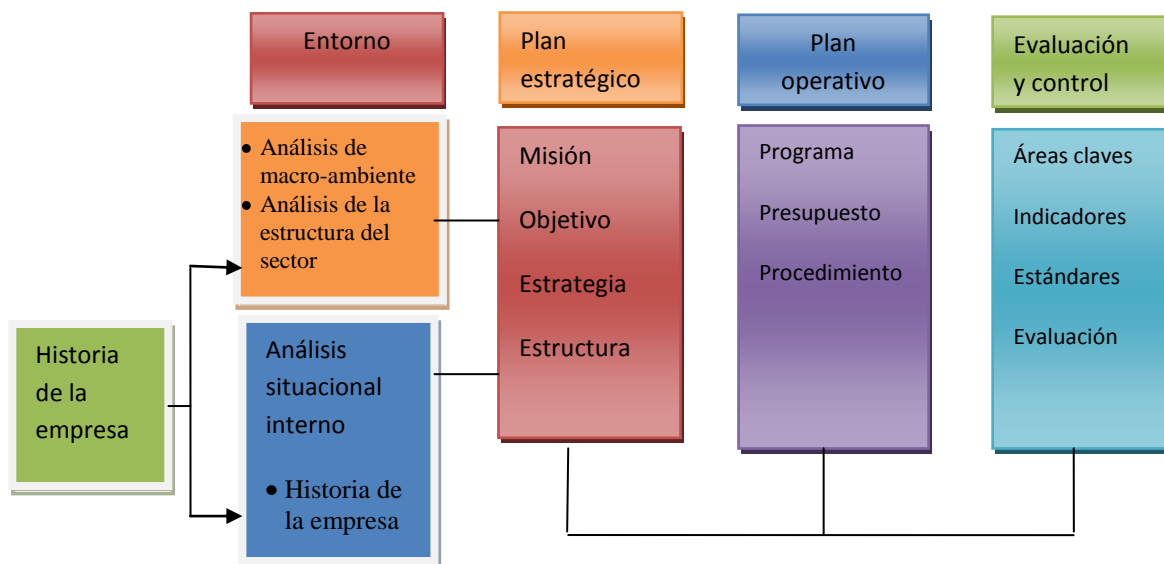 Entorno
Plan
estratégico
Plan
operativo
Evaluación
y control
• Análisis de
macro-ambiente
• Análisis de la
estructura del
sector
Misión
Objetivo
Estrategia
Estructura
Programa
Presupuesto
Procedimiento
Áreas claves
Indicadores
Estándares
Evaluación
Historia
de la
empresa
Análisis
situacional
interno
• Historia de
la empresa